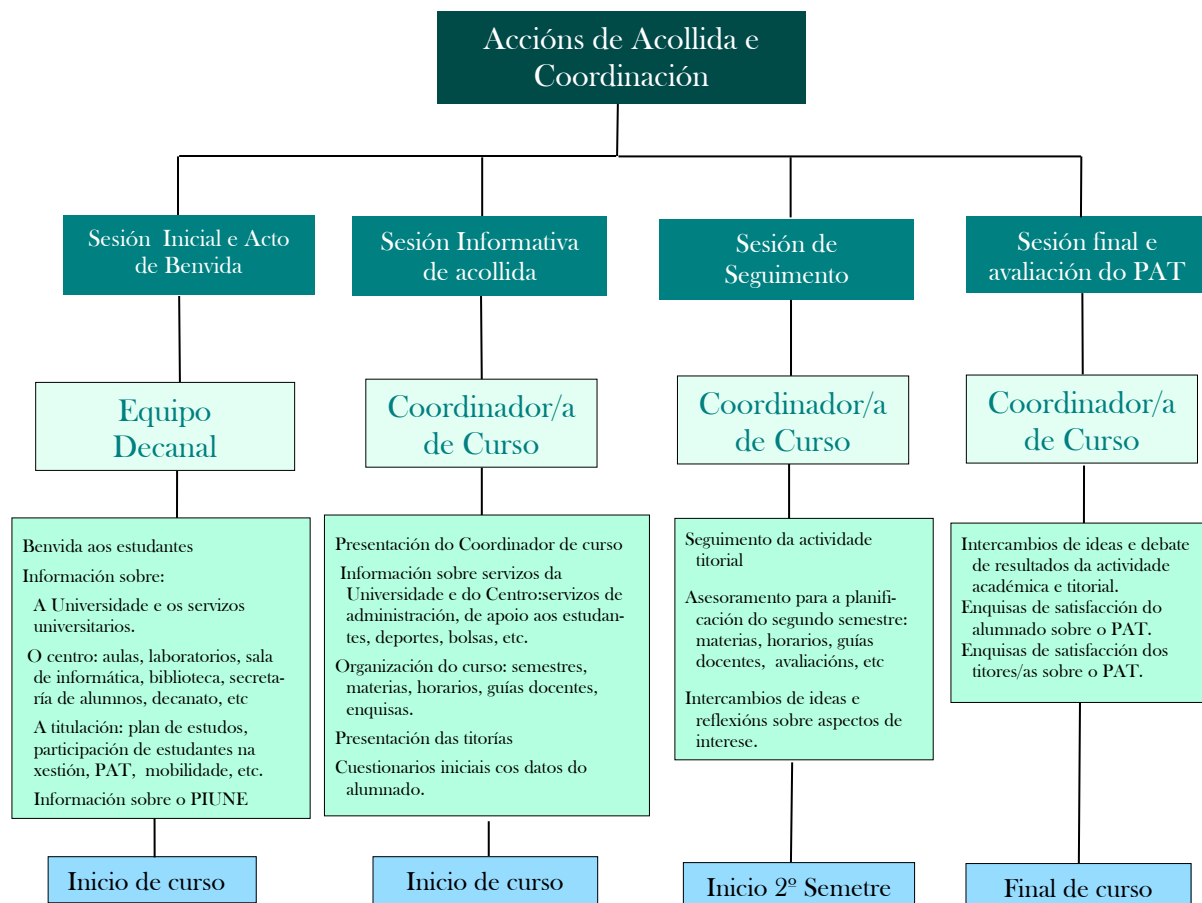 Accións de Acollida e
Coordinación
Sesión Inicial e Acto
de Benvida
Sesión Informativa
de acollida
Sesión de
Seguimento
Sesión final e
avaliación do PAT
Equipo
Decanal
Coordinador/a
de Curso
Coordinador/a
de Curso
Coordinador/a
de Curso
Benvida aos estudantes
Información sobre:
A Universidade e os servizos
universitarios.
O centro: aulas, laboratorios, sala
de informática, biblioteca, secreta-
ría de alumnos, decanato, etc
A titulación: plan de estudos,
participación de estudantes na
xestión, PAT, mobilidade, etc.
Información sobre o PIUNE
Presentación do Coordinador de curso
Información sobre servizos da
Universidade e do Centro:servizos de
administración, de apoio aos estudan-
tes, deportes, bolsas, etc.
Organización do curso: semestres,
materias, horarios, guías docentes,
enquisas.
Presentación das titorías
Cuestionarios iniciais cos datos do
alumnado.
Seguimento da actividade
titorial
Asesoramento para a planifi-
cación do segundo semestre:
materias, horarios, guías
docentes, avaliacións, etc
Intercambios de ideas e
reflexións sobre aspectos de
interese.
Intercambios de ideas e debate
de resultados da actividade
académica e titorial.
Enquisas de satisfacción do
alumnado sobre o PAT.
Enquisas de satisfacción dos
titores/as sobre o PAT.
Inicio de curso
Inicio de curso
Inicio 2º Semetre
Final de curso